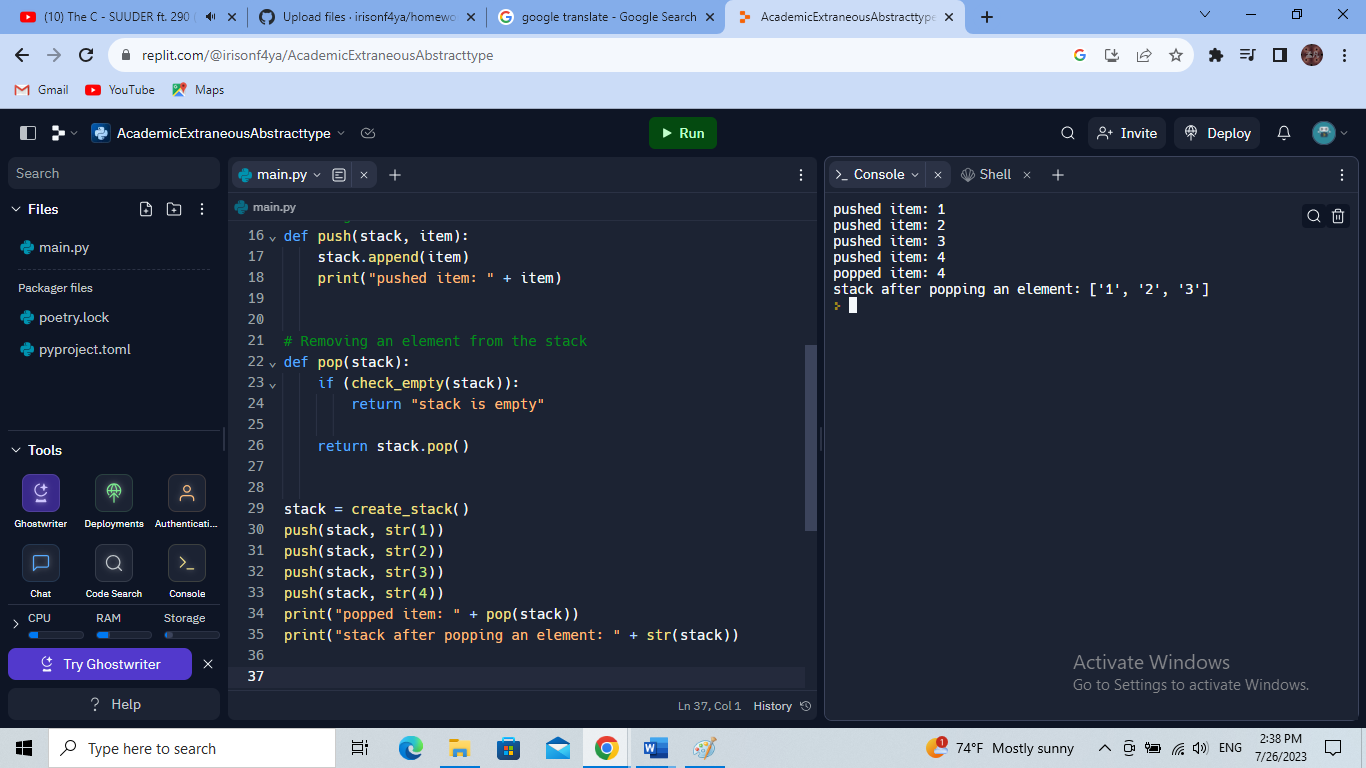 (10) The C - SUUDER ft. 290
Upload files · irisonf4ya/homewo
google translate - Google Search
AcademicExtraneousAbstracttype
replit.com/@irisonf4ya/AcademicExtraneousAbstracttype
Gmail
YouTube
Maps
AcademicExtraneousAbstracttype
Run
Invite
Deploy
Search
Files
main.py
Packager files
poetry.lock
pyproject.toml
Tools
Ghostwriter
Deployments
Authenticati...
Chat
Code Search
Console
CPU
RAM
Storage
Try Ghostwriter
? Help
main.py
main.py
16 def push(stack, item):
17 stack.append(item)
18 print("pushed item: " + item)
19
20
21 # Removing an element from the stack
22 def pop(stack):
23 if (check_empty(stack)):
24 return "stack is empty"
25
26 return stack.pop()
27
28
29 stack = create_stack()
30 push(stack, str(1))
31 push(stack, str(2))
32 push(stack, str(3))
33 push(stack, str(4))
34 print("popped item: " + pop(stack))
35 print("stack after popping an element: " + str(stack))
36
37
Ln 37, Col 1 History
Console
Shell
pushed item: 1
pushed item: 2
pushed item: 3
pushed item: 4
popped item: 4
stack after popping an element: ['1', '2', '3']
Activate Windows
Go to Settings to activate Windows.
Type here to search
1
74°F Mostly sunny
ENG
2:38 PM
7/26/2023